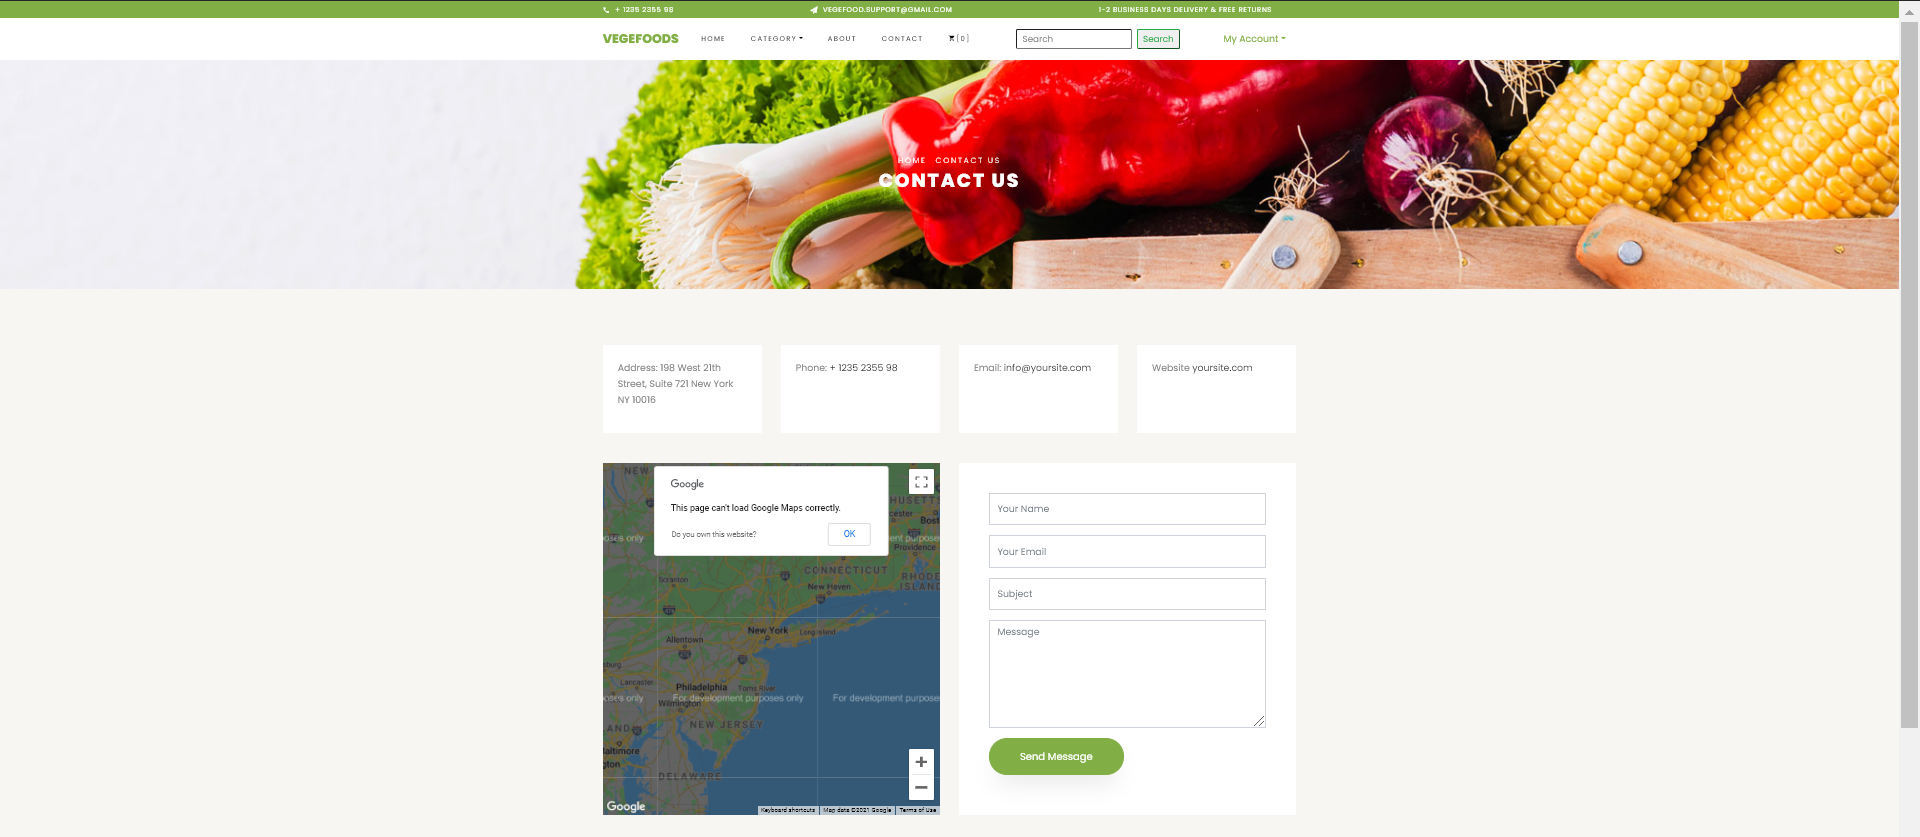 + 1235 2355 98
VEGEFOOD.SUPPORT@GMAIL.COM
1-2 BUSINESS DAYS DELIVERY & FREE RETURNS
VEGEFOODS
HOME
CATEGORY
ABOUT
CONTACT
[0]
Search
Search
My Account
HOME CONTACT US
CONTACT US
Address: 198 West 21th
Street, Suite 721 New York
NY 10016
Phone: + 1235 2355 98
Email: info@yoursite.com
Website yoursite.com
NEW
Google
This page can't load Google Maps correctly.
Do you own this website?
OK
Boston
Providence
CONNECTICUT
RHODE
ISLAND
Scranton
New Haven
New York
Long Island
Allentown
Lancaster
Philadelphia
Toms River
For development purposes only
For development purposes
Wilmington
NEW JERSEY
DELAWARE
Google
Keyboard shortcuts
Map data ©2021 Google
Terms of Use
Your Name
Your Email
Subject
Message
Send Message